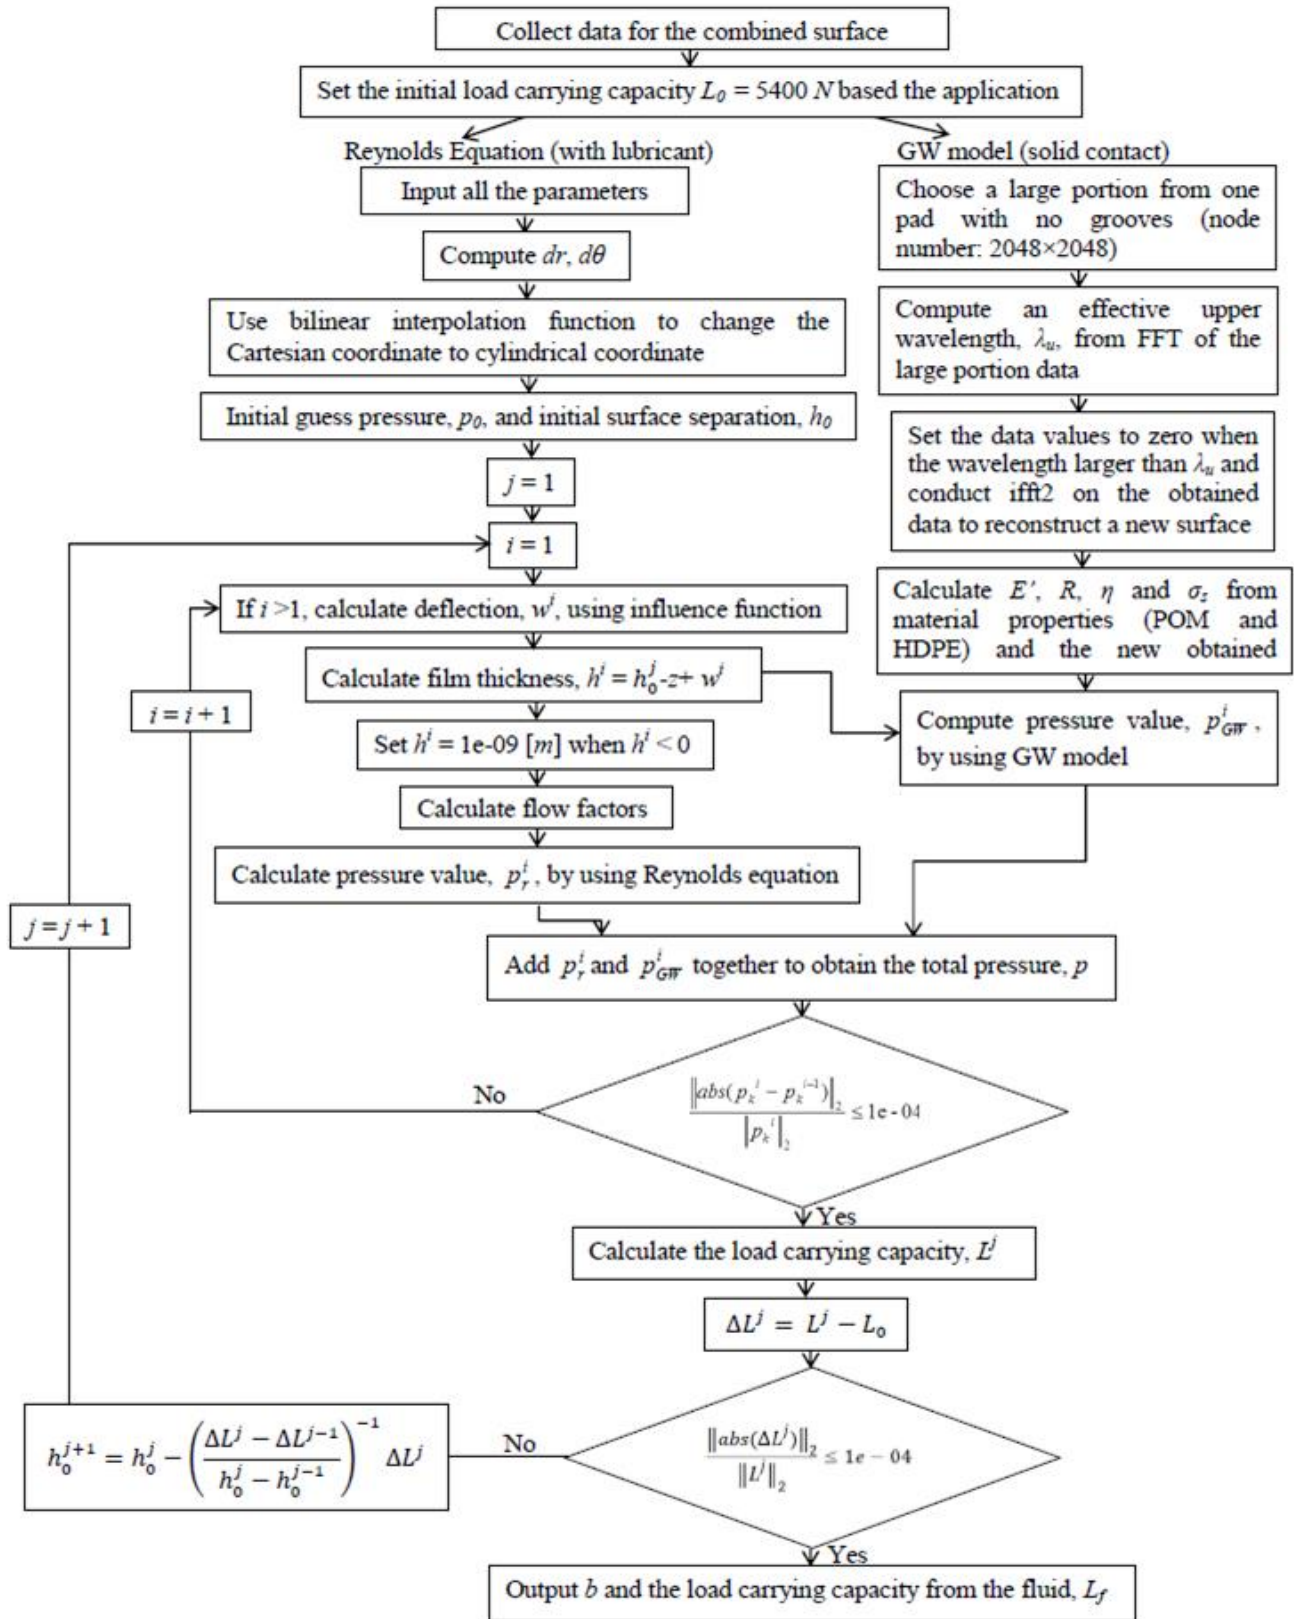 Collect data for the combined surface
Set the initial load carrying capacity L₀ = 5400 N based the application
Reynolds Equation (with lubricant)
Input all the parameters
Compute dr, dθ
Use bilinear interpolation function to change the
Cartesian coordinate to cylindrical coordinate
Initial guess pressure, p₀, and initial surface separation, h₀
j = 1
i = 1
If i >1, calculate deflection, wⁱ, using influence function
Calculate film thickness, hⁱ = h₀ʲ-z+ wʲ
Set hⁱ = 1e-09 [m] when hⁱ < 0
Calculate flow factors
Calculate pressure value, pᵣⁱ, by using Reynolds equation
i = i + 1
j = j + 1
GW model (solid contact)
Choose a large portion from one
pad with no grooves (node
number: 2048×2048)
Compute an effective upper
wavelength, λᵤ, from FFT of the
large portion data
Set the data values to zero when
the wavelength larger than λᵤ and
conduct ifft2 on the obtained
data to reconstruct a new surface
Calculate E′, R, η and σₛ from
material properties (POM and
HDPE) and the new obtained
Compute pressure value, p_GWⁱ,
by using GW model
Add pᵣⁱ and p_GWⁱ together to obtain the total pressure, p
‖abs(pₖⁱ − pₖⁱ⁻¹)‖₂ / ‖pₖⁱ‖₂ ≤ 1e - 04
No
Yes
Calculate the load carrying capacity, Lʲ
ΔLʲ = Lʲ − L₀
‖abs(ΔLʲ)‖₂ / ‖Lʲ‖₂ ≤ 1e − 04
No
h₀ʲ⁺¹ = h₀ʲ − ((ΔLʲ − ΔLʲ⁻¹) / (h₀ʲ − h₀ʲ⁻¹))⁻¹ ΔLʲ
Yes
Output b and the load carrying capacity from the fluid, L_f